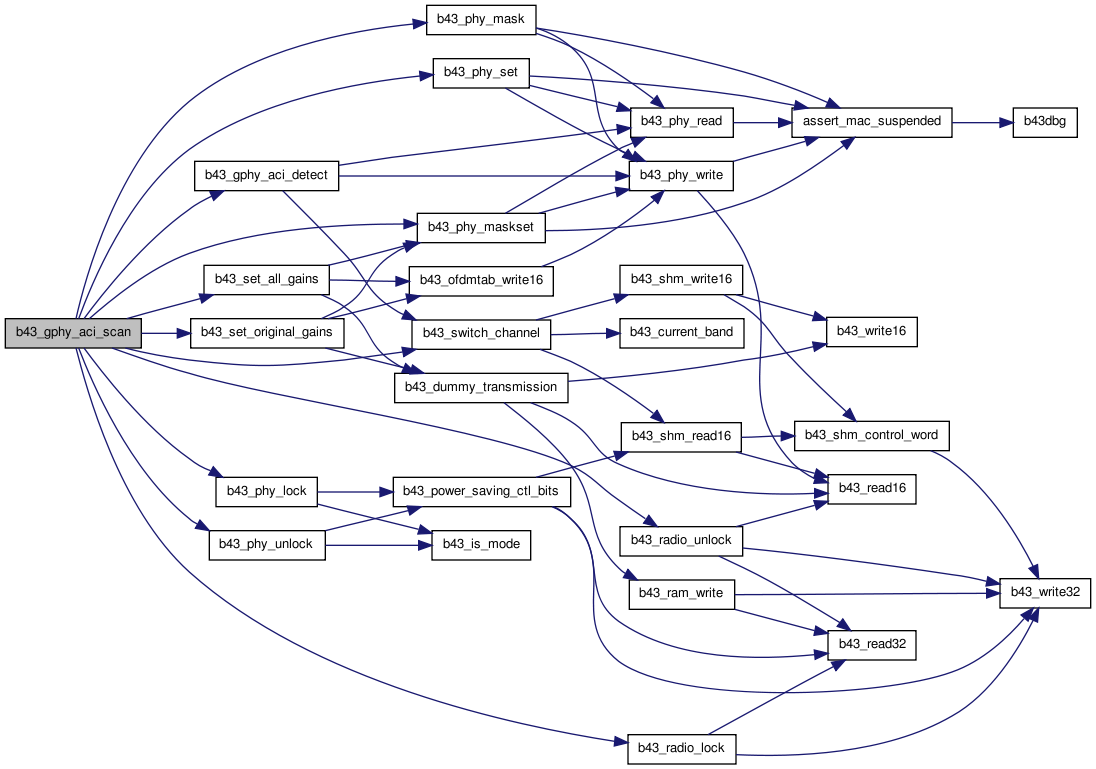 b43_phy_mask
b43_phy_set
b43_phy_read
assert_mac_suspended
b43dbg
b43_gphy_aci_detect
b43_phy_write
b43_phy_maskset
b43_set_all_gains
b43_ofdmtab_write16
b43_shm_write16
b43_gphy_aci_scan
b43_set_original_gains
b43_switch_channel
b43_current_band
b43_write16
b43_dummy_transmission
b43_shm_read16
b43_shm_control_word
b43_phy_lock
b43_power_saving_ctl_bits
b43_read16
b43_phy_unlock
b43_is_mode
b43_radio_unlock
b43_ram_write
b43_write32
b43_read32
b43_radio_lock